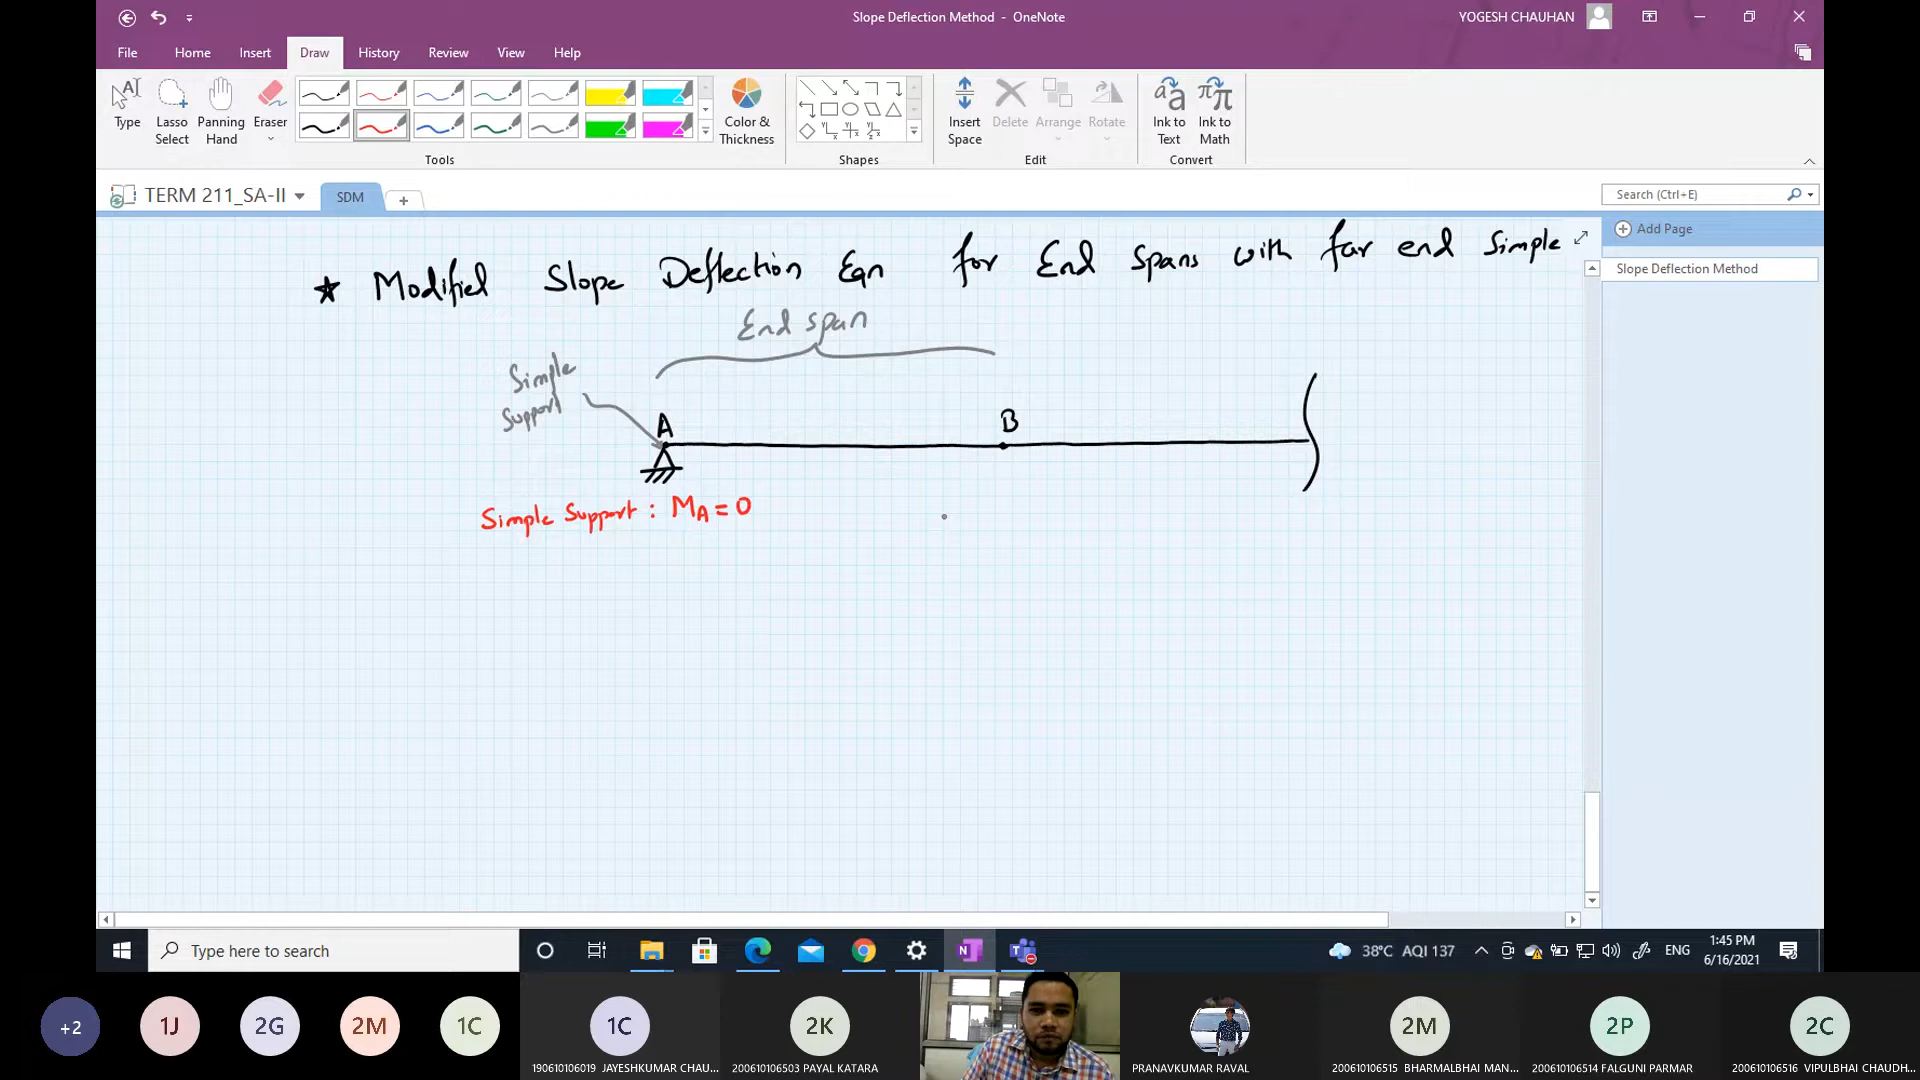 Slope Deflection Method - OneNote
YOGESH CHAUHAN
File Home Insert Draw History Review View Help
Type
Lasso Select
Panning Hand
Eraser
Color & Thickness
Insert Space
Delete
Arrange
Rotate
Ink to Text
Ink to Math
Tools
Shapes
Edit
Convert
TERM 211_SA-II
SDM
Search (Ctrl+E)
Add Page
Slope Deflection Method
★ Modified Slope Deflection Eqn for End Spans with far end Simple
End span
Simple
Support
A
B
Simple Support : MA = 0
Type here to search
38°C AQI 137
ENG
1:45 PM
6/16/2021
+2
1J
2G
2M
1C
1C
2K
2M
2P
2C
190610106019 JAYESHKUMAR CHAU...
200610106503 PAYAL KATARA
PRANAVKUMAR RAVAL
200610106515 BHARMALBHAI MAN...
200610106514 FALGUNI PARMAR
200610106516 VIPULBHAI CHAUDH...